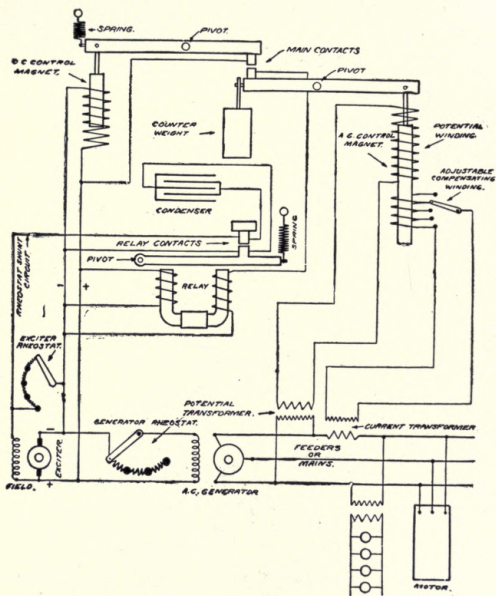 SPRING.
PIVOT.
MAIN CONTACTS
D C CONTROL
MAGNET.
PIVOT
COUNTER
WEIGHT
A.C. CONTROL
MAGNET.
POTENTIAL
WINDING.
ADJUSTABLE
COMPENSATING
WINDING.
CONDENSER
SPRING
RELAY CONTACTS
PIVOT
RELAY
RHEOSTAT SHUNT
CIRCUIT.
- +
EXCITER
RHEOSTAT.
POTENTIAL
TRANSFORMER.
GENERATOR RHEOSTAT.
CURRENT TRANSFORMER
-
EXCITER
+
FEEDERS
OR
MAINS.
FIELD.
A.C. GENERATOR
MOTOR.